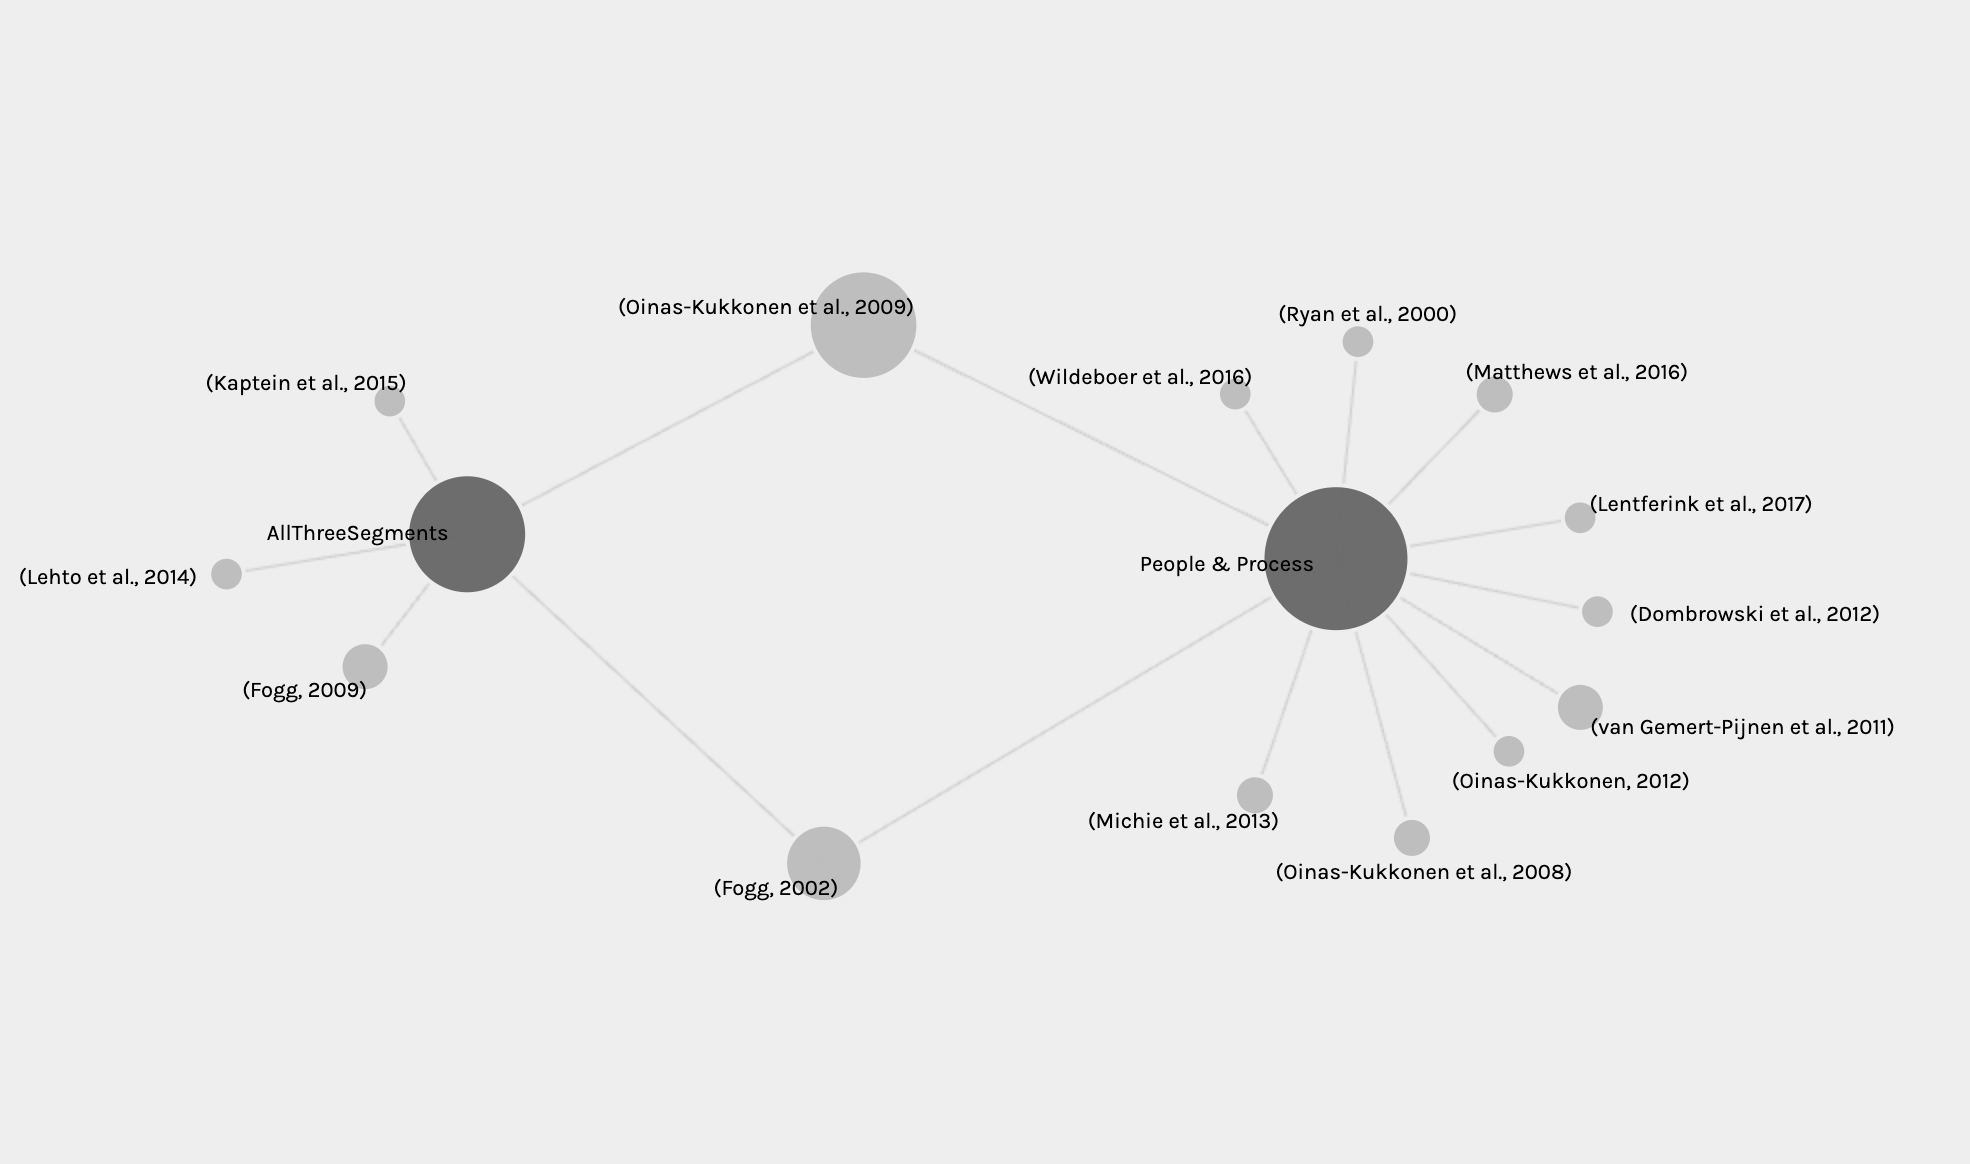 (Oinas-Kukkonen et al., 2009)
(Ryan et al., 2000)
(Matthews et al., 2016)
(Wildeboer et al., 2016)
(Kaptein et al., 2015)
(Lentferink et al., 2017)
AllThreeSegments
People & Process
(Lehto et al., 2014)
(Dombrowski et al., 2012)
(Fogg, 2009)
(van Gemert-Pijnen et al., 2011)
(Oinas-Kukkonen, 2012)
(Michie et al., 2013)
(Oinas-Kukkonen et al., 2008)
(Fogg, 2002)